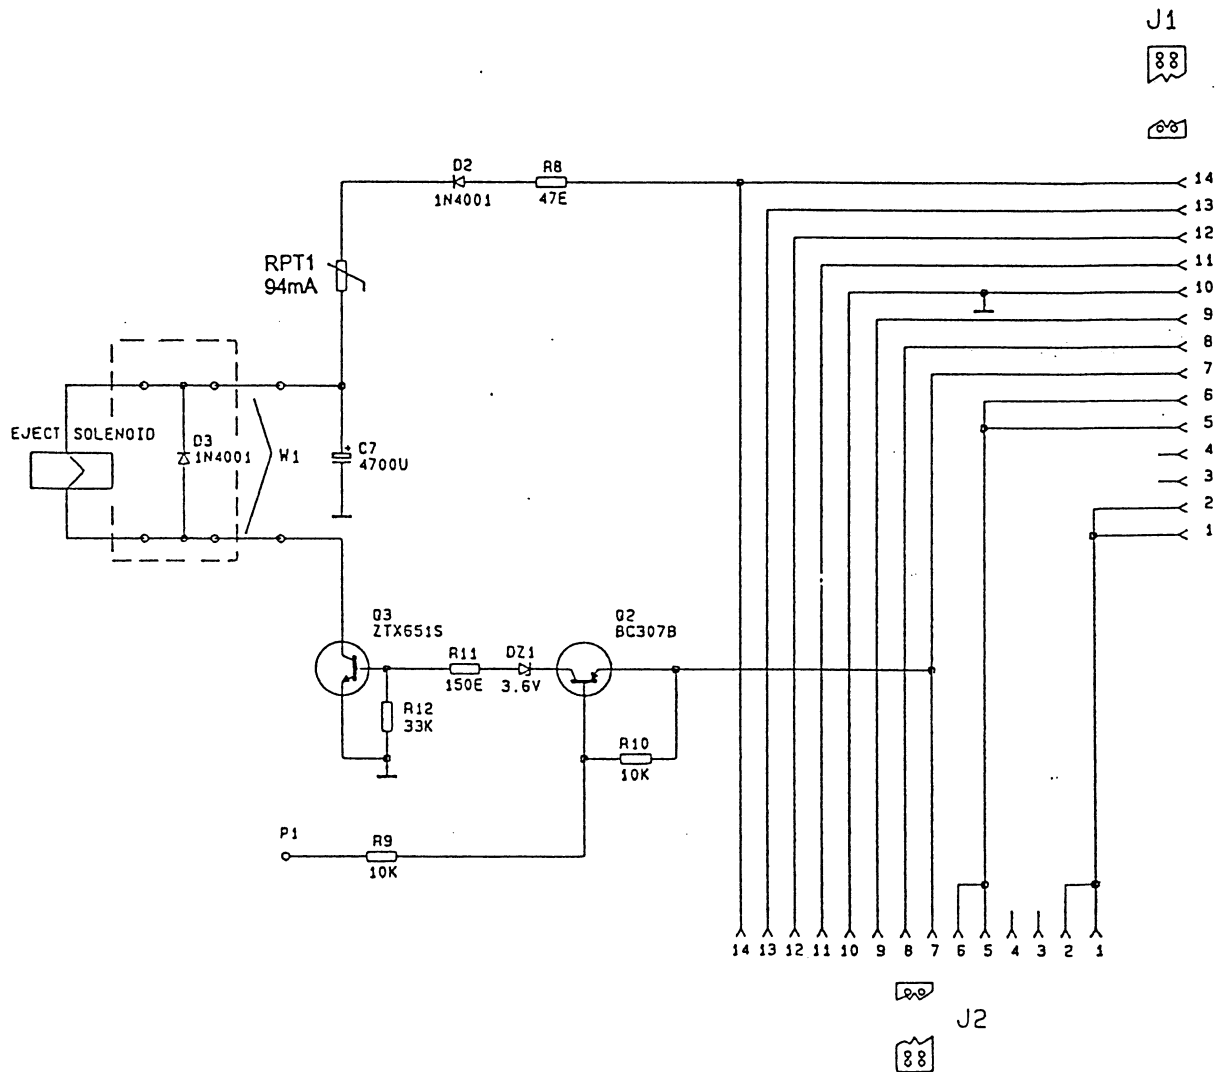 J1
D2
1N4001
R8
47E
14
13
12
11
10
9
8
7
6
5
4
3
2
1
RPT1
94mA
EJECT SOLENOID
D3
1N4001
W1
+
C7
4700U
Q3
ZTX651S
R11
150E
DZ1
3.6V
Q2
BC307B
R12
33K
R10
10K
P1
R9
10K
14 13 12 11 10 9 8 7 6 5 4 3 2 1
J2